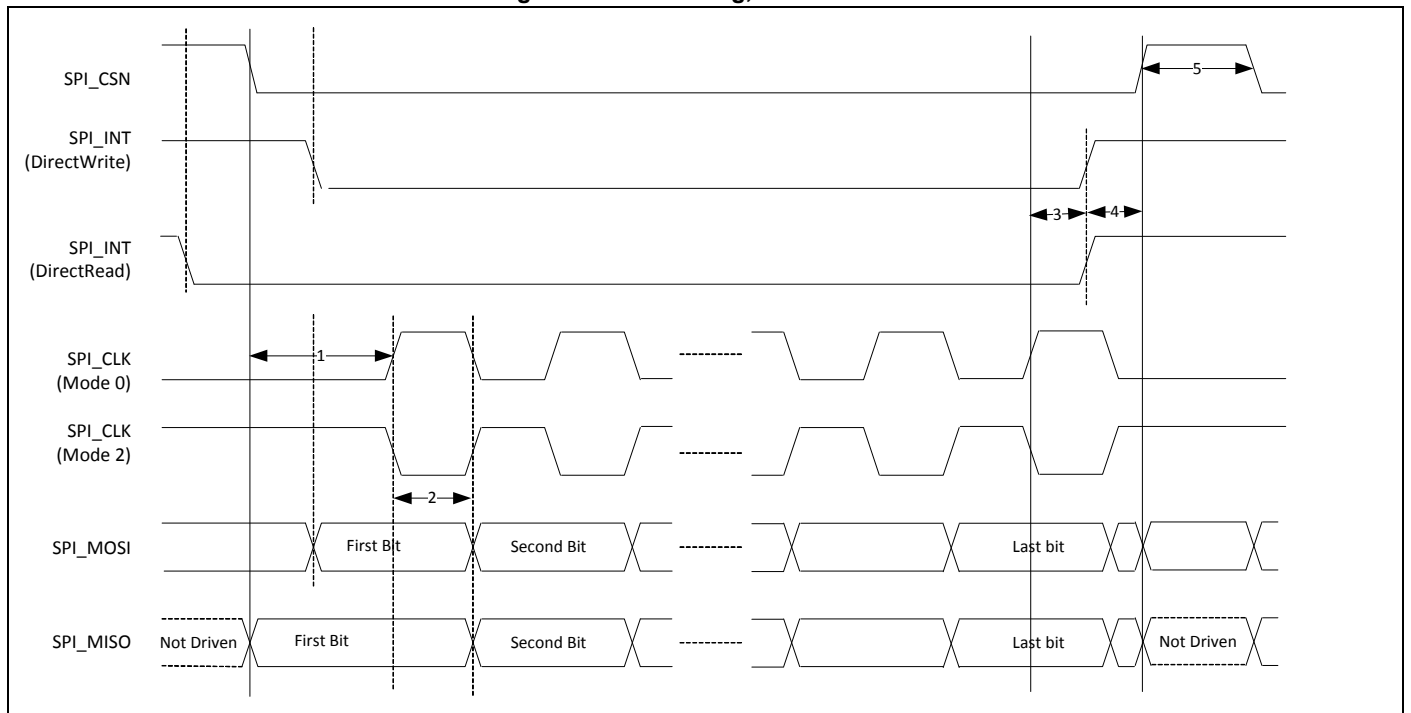 SPI_CSN
5
SPI_INT
(DirectWrite)
3
4
SPI_INT
(DirectRead)
1
SPI_CLK
(Mode 0)
SPI_CLK
(Mode 2)
2
SPI_MOSI
First Bit
Second Bit
Last bit
SPI_MISO
Not Driven
First Bit
Second Bit
Last bit
Not Driven